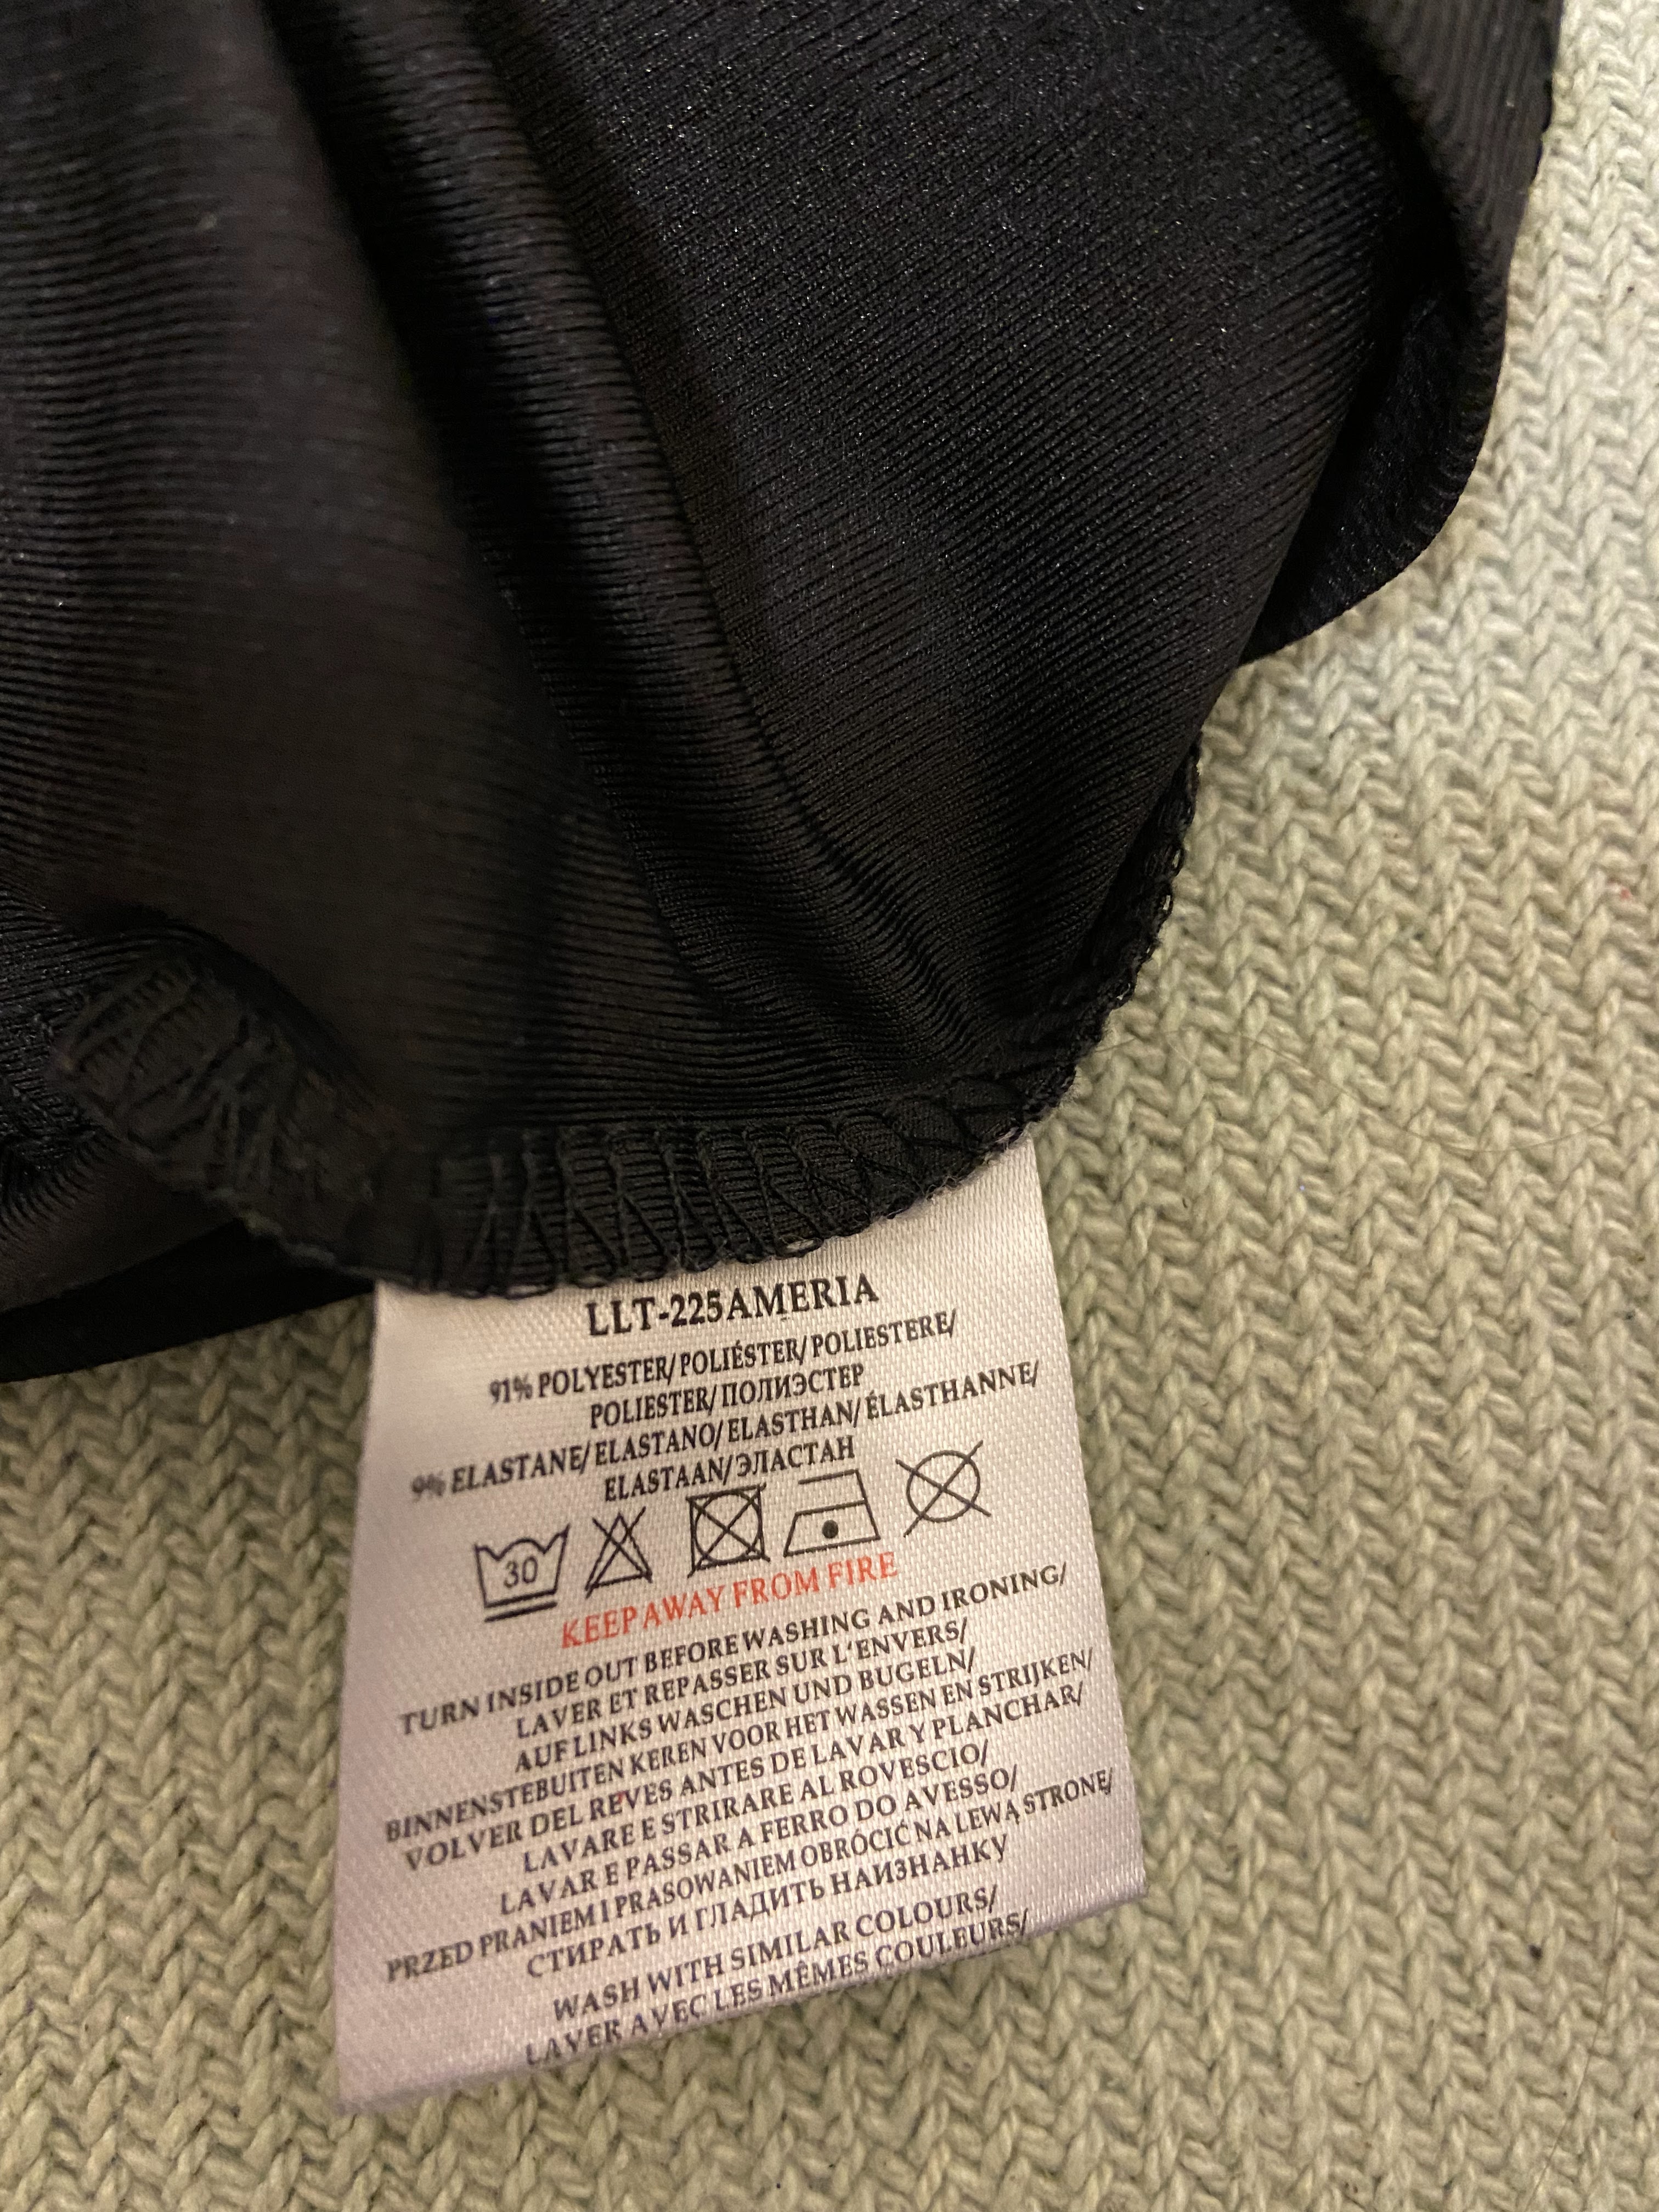 LLT-225AMERIA
91% POLYESTER/POLIÉSTER/POLIESTERE/
POLIESTER/ПОЛИЭСТЕР
9% ELASTANE/ELASTANO/ELASTHAN/ÉLASTHANNE/
ELASTAAN/ЭЛАСТАН
30
KEEP AWAY FROM FIRE
TURN INSIDE OUT BEFORE WASHING AND IRONING/
LAVER ET REPASSER SUR L'ENVERS/
AUF LINKS WASCHEN UND BUGELN/
BINNENSTEBUITEN KEREN VOOR HET WASSEN EN STRIJKEN/
VOLVER DEL REVES ANTES DE LAVAR Y PLANCHAR/
LAVARE E STRIRARE AL ROVESCIO/
LAVAR E PASSAR A FERRO DO AVESSO/
PRZED PRANIEM I PRASOWANIEM OBRÓCIĆ NA LEWĄ STRONĘ/
СТИРАТЬ И ГЛАДИТЬ НАИЗНАНКУ
WASH WITH SIMILAR COLOURS/
LAVER AVEC LES MÊMES COULEURS/